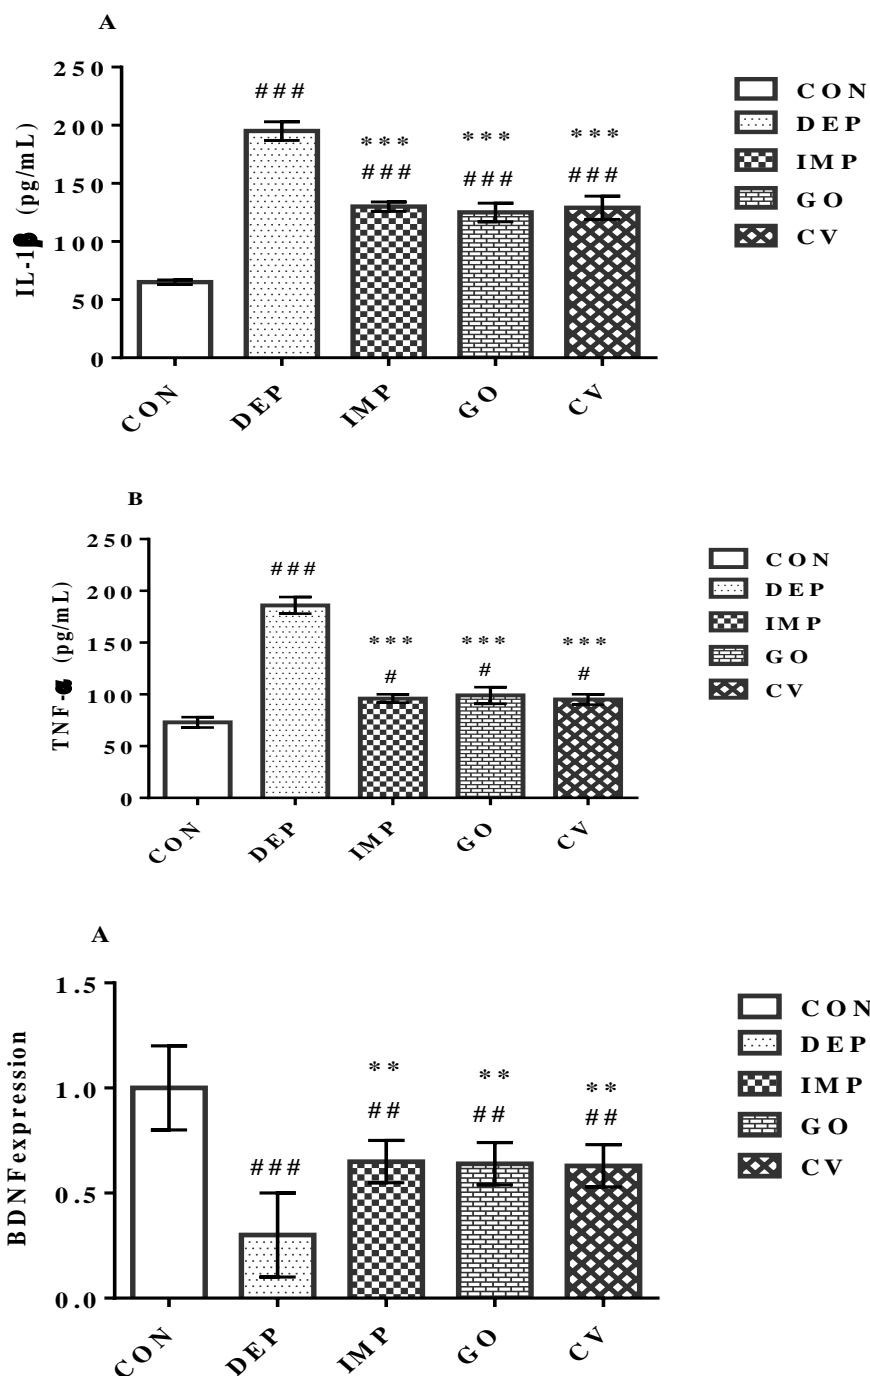 A
IL-1β (pg/mL)
250
200
150
100
50
0
###
***
###
***
###
***
###
CON
DEP
IMP
GO
CV
CON
DEP
IMP
GO
CV
B
TNF-α (pg/mL)
250
200
150
100
50
0
###
***
#
***
#
***
#
CON
DEP
IMP
GO
CV
CON
DEP
IMP
GO
CV
A
BDNFexpression
1.5
1.0
0.5
0.0
###
**
##
**
##
**
##
CON
DEP
IMP
GO
CV
CON
DEP
IMP
GO
CV